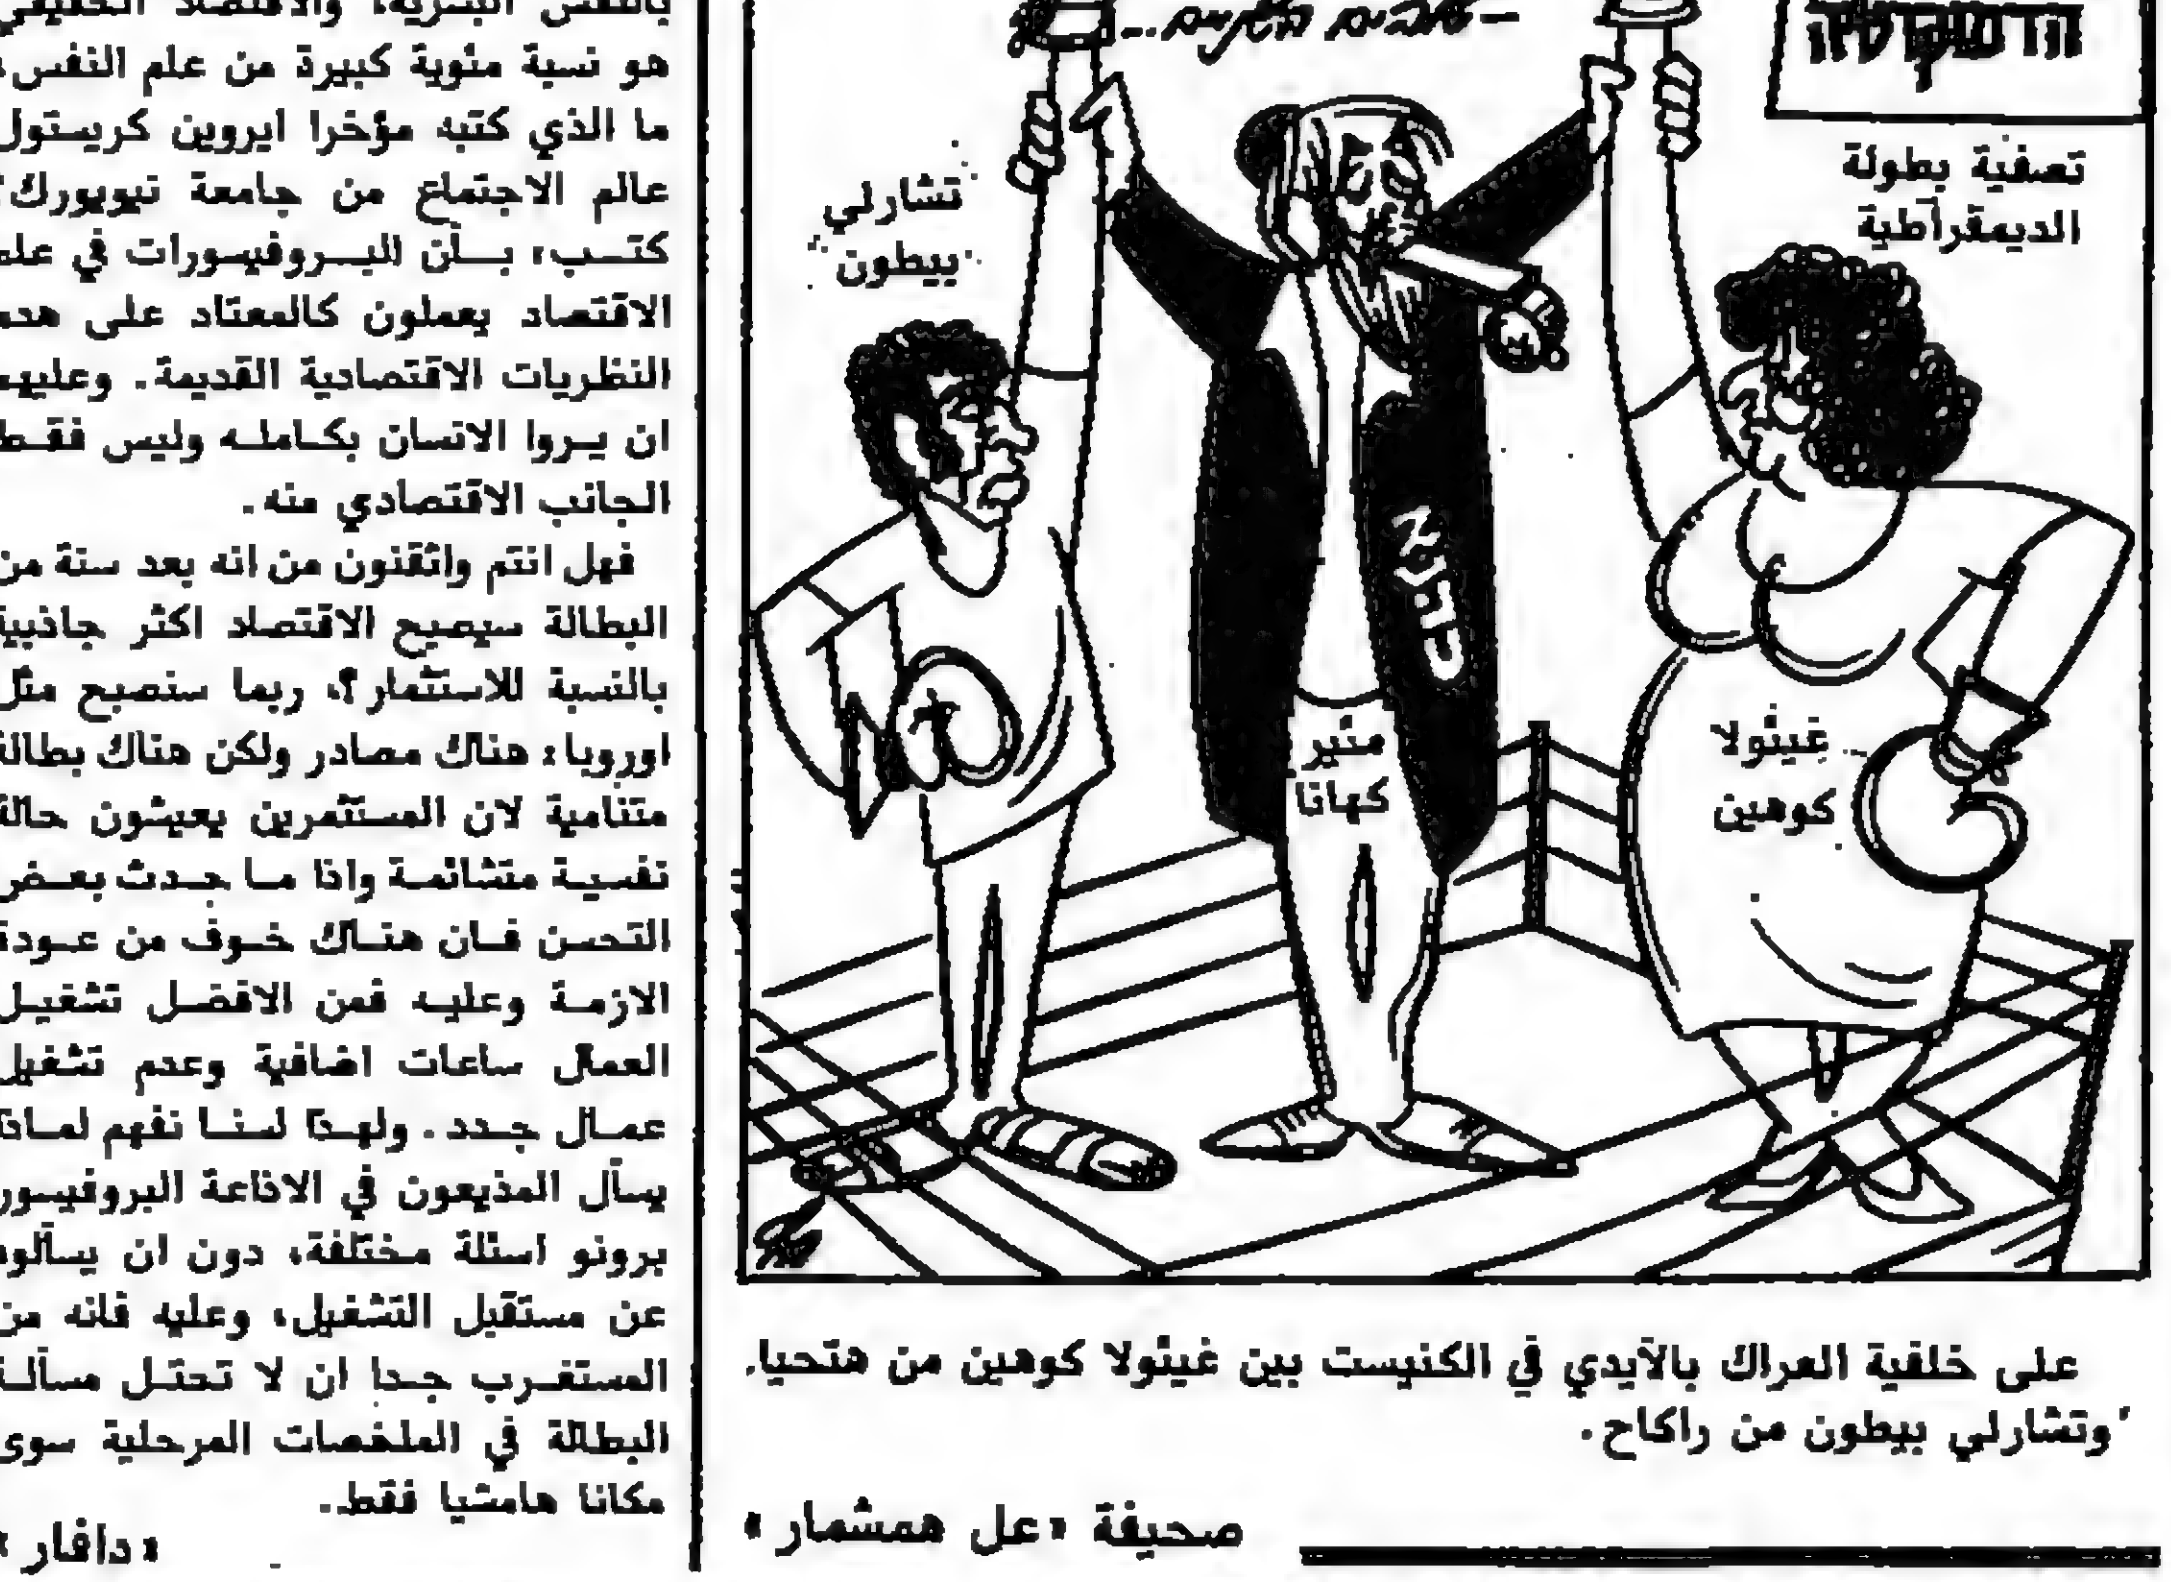 هو نسبة مئوية كبيرة من علم النفس،
ما الذي كتبه مؤخرا ايروين كريستول
عالم الاجتماع من جامعة نيويورك؟
كتب، بأن البروفيسورات في علم
الاقتصاد يعملون كالمعتاد على هدم
النظريات الاقتصادية القديمة. وعليهم
ان يروا الانسان بكامله وليس فقط
الجانب الاقتصادي منه.
فهل انتم واثقنون من انه بعد سنة من
البطالة سيصبح الاقتصاد اكثر جاذبية
بالنسبة للاستثمار؟، ربما سنصبح مثل
اوروبا، هناك مصادر ولكن هناك بطالة
متنامية لان المستثمرين يعيشون حالة
نفسية متشائمة واذا ما حدث بعض
التحسن فان هناك خوف من عودة
الازمة وعليه فمن الافضل تشغيل
العمال ساعات اضافية وعدم تشغيل
عمال جدد. ولهذا لسنا نفهم لماذا
يسأل المذيعون في الاذاعة البروفيسور
برونو اسئلة مختلفة، دون ان يسألوه
عن مستقبل التشغيل، وعليه فانه من
المستغرب جدا ان لا تحتل مسألة
البطالة في الملخصات المرحلية سوى
مكانا هامشيا فقط.
«دافار»
تصفية بطولة
الديمقراطية
تشارلي
بيطون
مئير
كهانا
غيئولا
كوهين
כהנא
على خلفية العراك بالأيدي في الكنيست بين غيئولا كوهين من هتحيا،
وتشارلي بيطون من راكاح.
صحيفة «عل همشمار»